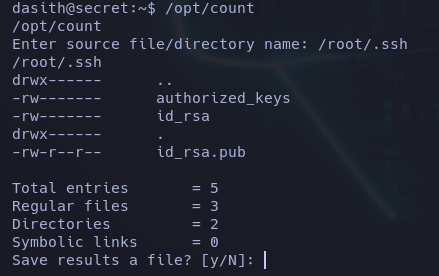 dasith@secret:~$ /opt/count
/opt/count
Enter source file/directory name: /root/.ssh
/root/.ssh
drwx------      ..
-rw-------      authorized_keys
-rw-------      id_rsa
drwx------      .
-rw-r--r--      id_rsa.pub

Total entries       = 5
Regular files       = 3
Directories         = 2
Symbolic links      = 0
Save results a file? [y/N]: